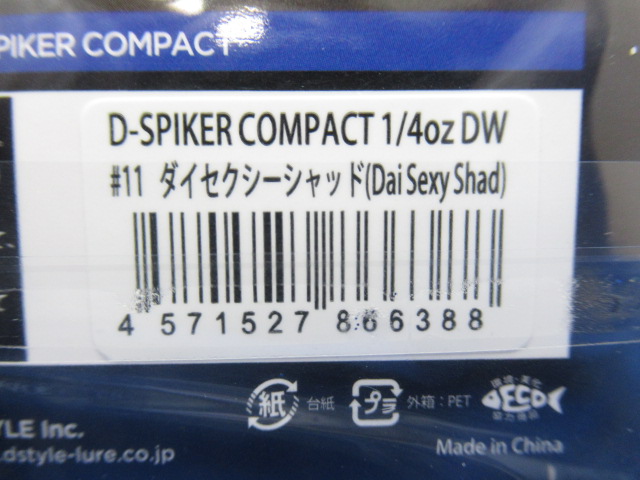 PIKER COMPACT
D-SPIKER COMPACT 1/4oz DW
#11 ダイセクシーシャッド(Dai Sexy Shad)
4 571527 866388
紙 台紙 プラ 外箱：PET ECO
YLE Inc.
.dstyle-lure.co.jp
Made in China